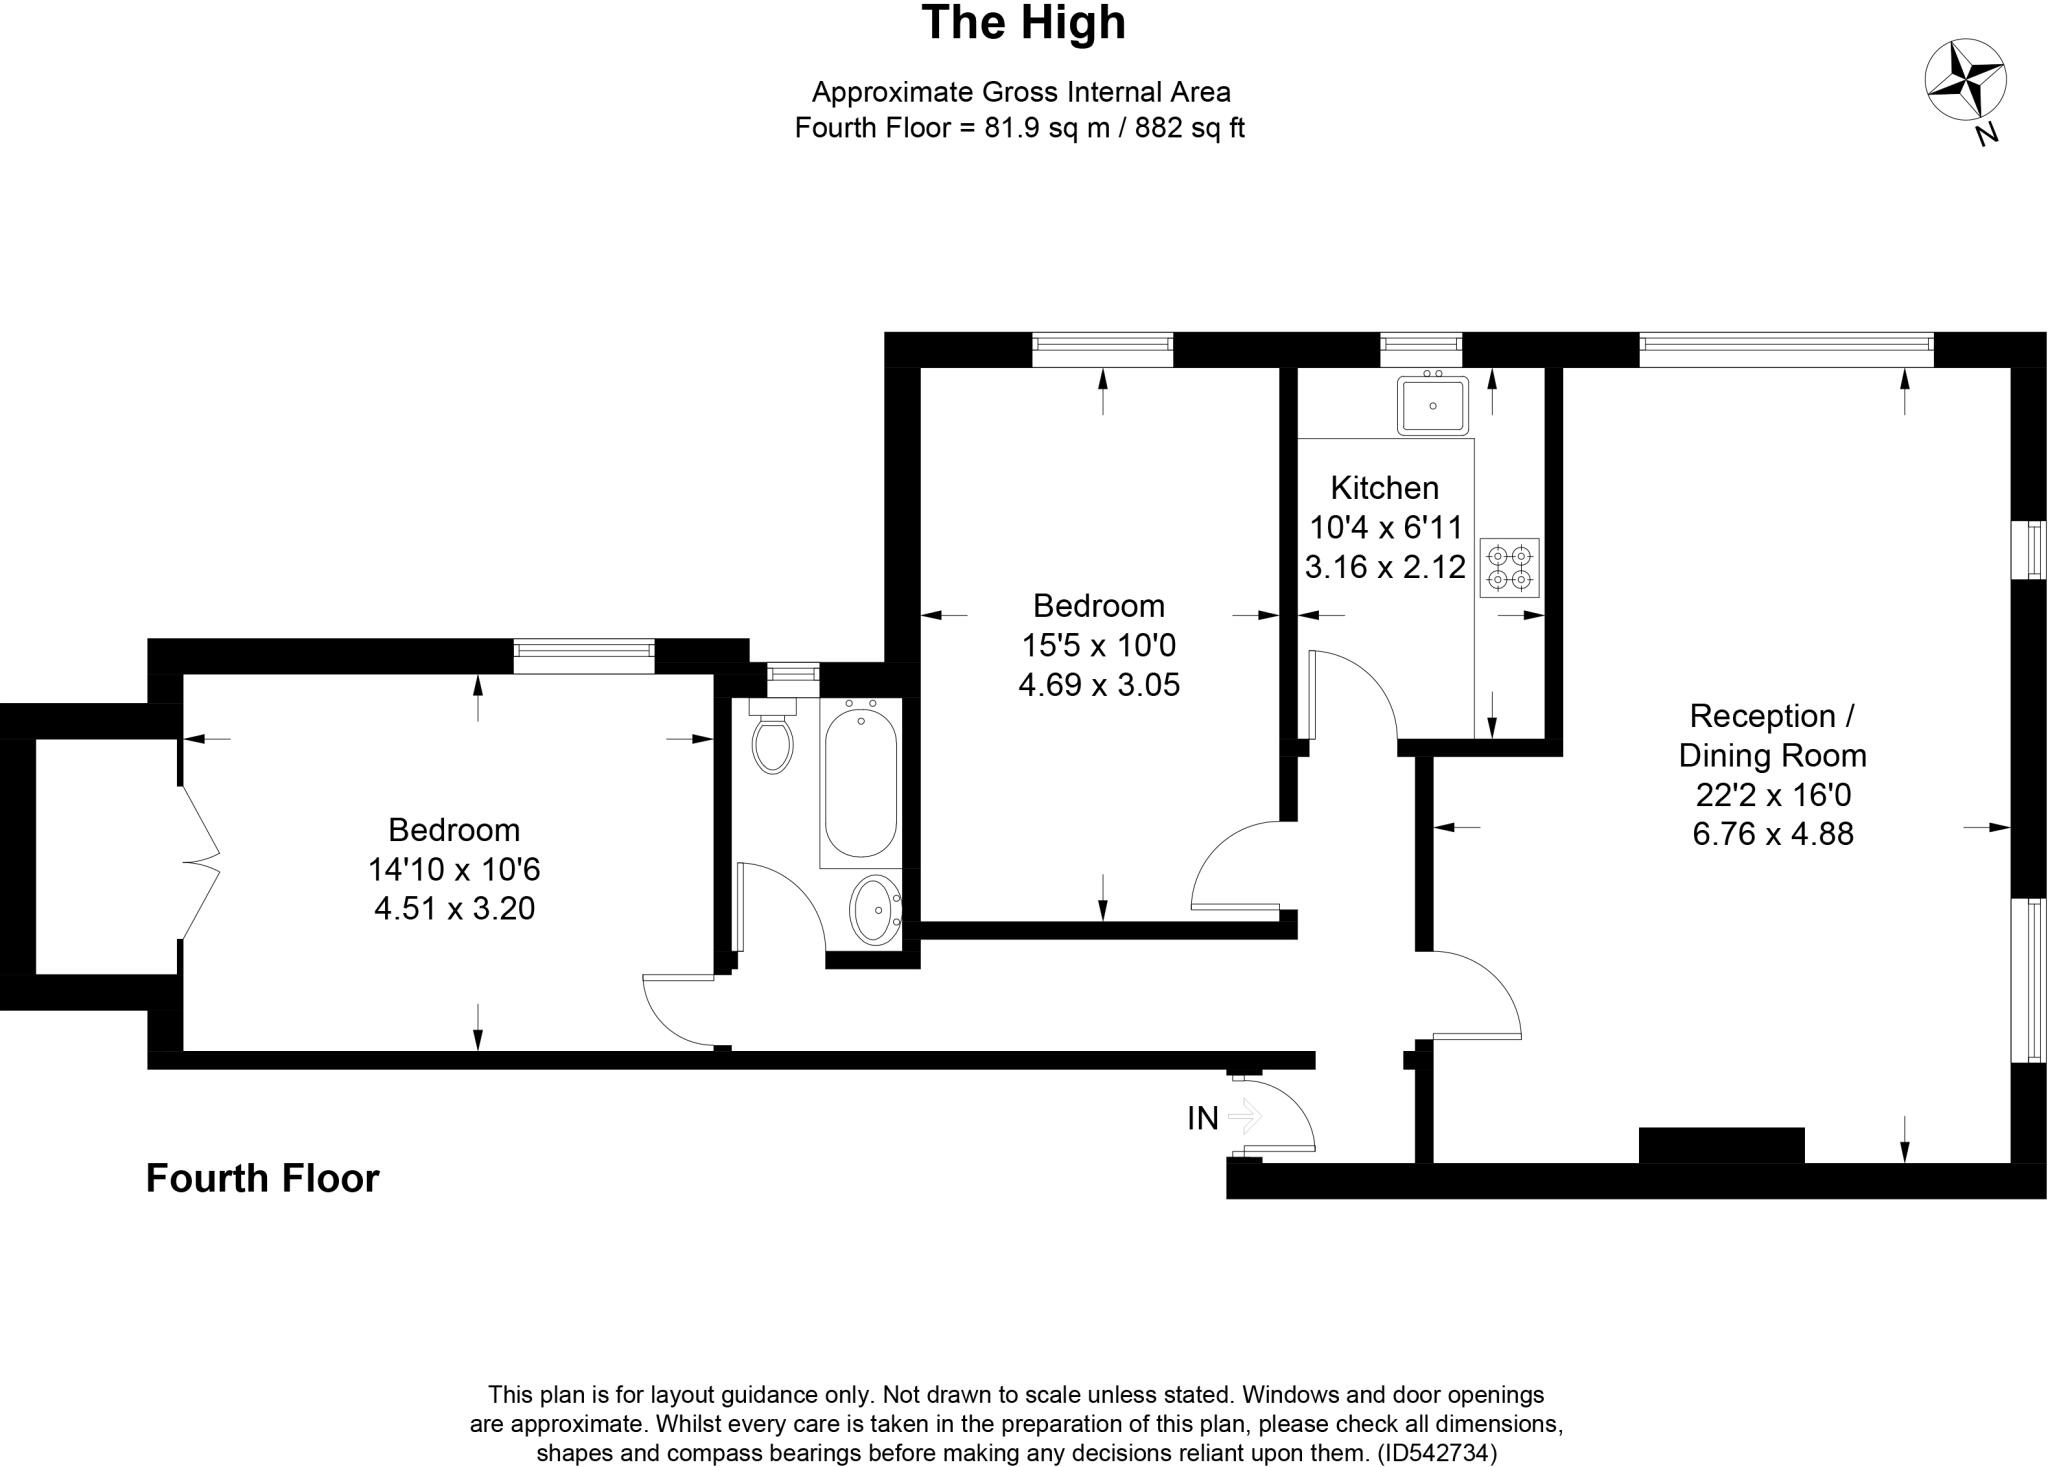 The High
Approximate Gross Internal Area
Fourth Floor = 81.9 sq m / 882 sq ft
N
Kitchen
10'4 x 6'11
3.16 x 2.12
Bedroom
15'5 x 10'0
4.69 x 3.05
Reception /
Dining Room
22'2 x 16'0
6.76 x 4.88
Bedroom
14'10 x 10'6
4.51 x 3.20
IN
Fourth Floor
This plan is for layout guidance only. Not drawn to scale unless stated. Windows and door openings
are approximate. Whilst every care is taken in the preparation of this plan, please check all dimensions,
shapes and compass bearings before making any decisions reliant upon them. (ID542734)